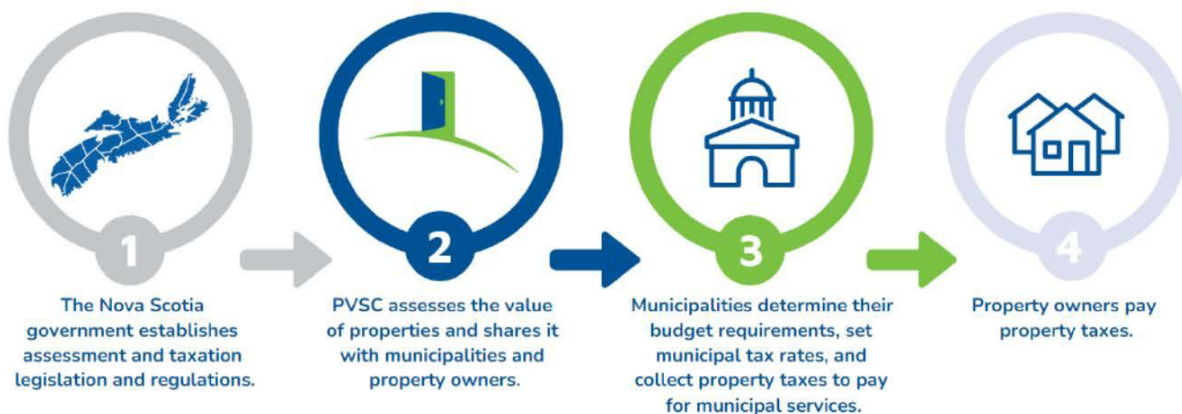 1
The Nova Scotia
government establishes
assessment and taxation
legislation and regulations.
2
PVSC assesses the value
of properties and shares it
with municipalities and
property owners.
3
Municipalities determine their
budget requirements, set
municipal tax rates, and
collect property taxes to pay
for municipal services.
4
Property owners pay
property taxes.